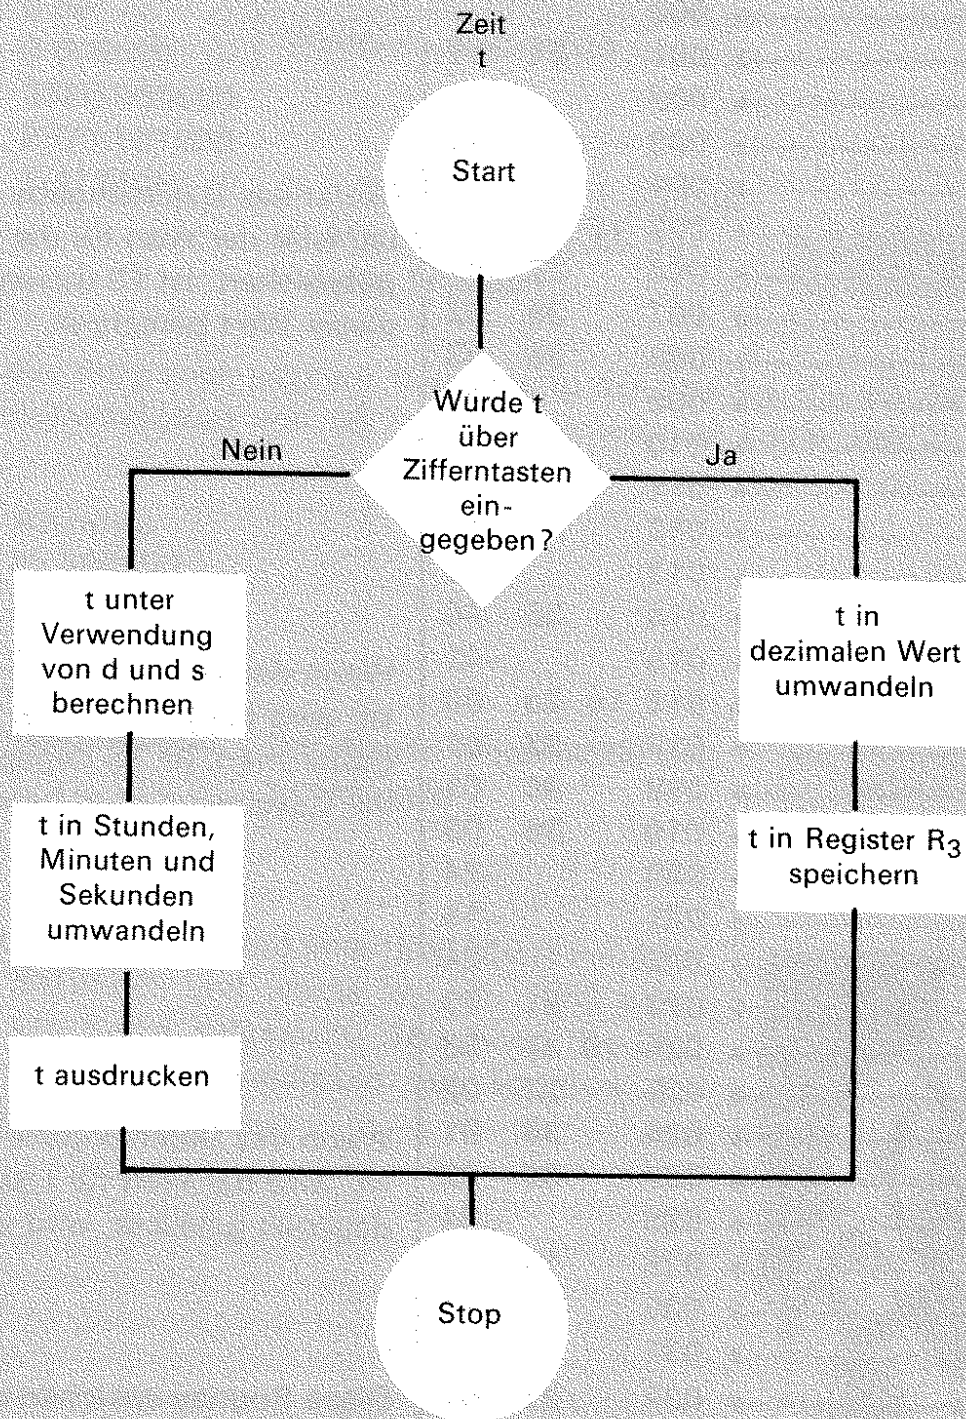 Zeit
t
Start
Wurde t
über
Zifferntasten
ein-
gegeben?
Nein
Ja
t unter
Verwendung
von d und s
berechnen
t in Stunden,
Minuten und
Sekunden
umwandeln
t ausdrucken
t in
dezimalen Wert
umwandeln
t in Register R3
speichern
Stop